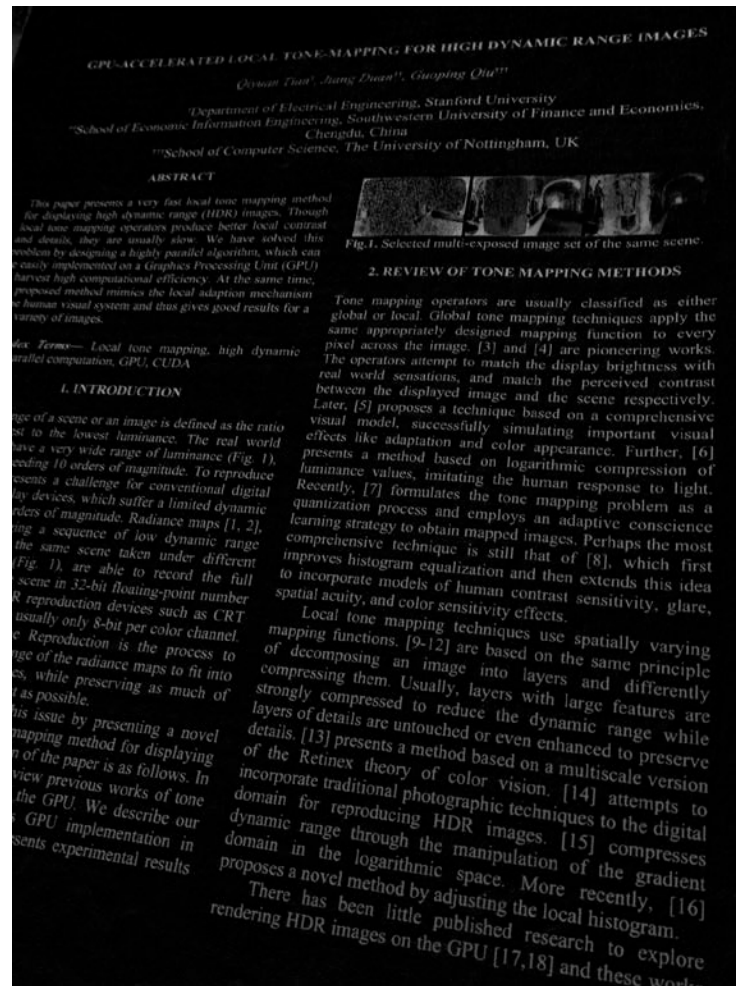 GPU-ACCELERATED LOCAL TONE-MAPPING FOR HIGH DYNAMIC RANGE IMAGES
Qiyuan Tian¹, Jiang Duan¹¹, Guoping Qiu¹¹¹
¹Department of Electrical Engineering, Stanford University
¹¹School of Economic Information Engineering, Southwestern University of Finance and Economics,
Chengdu, China
¹¹¹School of Computer Science, The University of Nottingham, UK
ABSTRACT
This paper presents a very fast local tone mapping method
for displaying high dynamic range (HDR) images. Though
local tone mapping operators produce better local contrast
and details, they are usually slow. We have solved this
problem by designing a highly parallel algorithm, which can
easily implemented on a Graphics Processing Unit (GPU)
harvest high computational efficiency. At the same time,
proposed method mimics the local adaption mechanism
human visual system and thus gives good results for a
variety of images.
Terms— Local tone mapping, high dynamic
parallel computation, GPU, CUDA
1. INTRODUCTION
of a scene or an image is defined as the ratio
to the lowest luminance. The real world
have a very wide range of luminance (Fig. 1),
10 orders of magnitude. To reproduce
presents a challenge for conventional digital
devices, which suffer a limited dynamic
orders of magnitude. Radiance maps [1, 2],
a sequence of low dynamic range
the same scene taken under different
(Fig. 1), are able to record the full
scene in 32-bit floating-point number
reproduction devices such as CRT
usually only 8-bit per color channel.
Reproduction is the process to
of the radiance maps to fit into
while preserving as much of
as possible.
this issue by presenting a novel
mapping method for displaying
of the paper is as follows. In
previous works of tone
the GPU. We describe our
GPU implementation in
experimental results
Fig.1. Selected multi-exposed image set of the same scene.
2. REVIEW OF TONE MAPPING METHODS
Tone mapping operators are usually classified as either
global or local. Global tone mapping techniques apply the
same appropriately designed mapping function to every
pixel across the image. [3] and [4] are pioneering works.
The operators attempt to match the display brightness with
real world sensations, and match the perceived contrast
between the displayed image and the scene respectively.
Later, [5] proposes a technique based on a comprehensive
visual model, successfully simulating important visual
effects like adaptation and color appearance. Further, [6]
presents a method based on logarithmic compression of
luminance values, imitating the human response to light.
Recently, [7] formulates the tone mapping problem as a
quantization process and employs an adaptive conscience
learning strategy to obtain mapped images. Perhaps the most
comprehensive technique is still that of [8], which first
improves histogram equalization and then extends this idea
to incorporate models of human contrast sensitivity, glare,
spatial acuity, and color sensitivity effects.
Local tone mapping techniques use spatially varying
mapping functions. [9-12] are based on the same principle
of decomposing an image into layers and differently
compressing them. Usually, layers with large features are
strongly compressed to reduce the dynamic range while
layers of details are untouched or even enhanced to preserve
details. [13] presents a method based on a multiscale version
of the Retinex theory of color vision. [14] attempts to
incorporate traditional photographic techniques to the digital
domain for reproducing HDR images. [15] compresses
dynamic range through the manipulation of the gradient
domain in the logarithmic space. More recently, [16]
proposes a novel method by adjusting the local histogram.
There has been little published research to explore
rendering HDR images on the GPU [17,18] and these